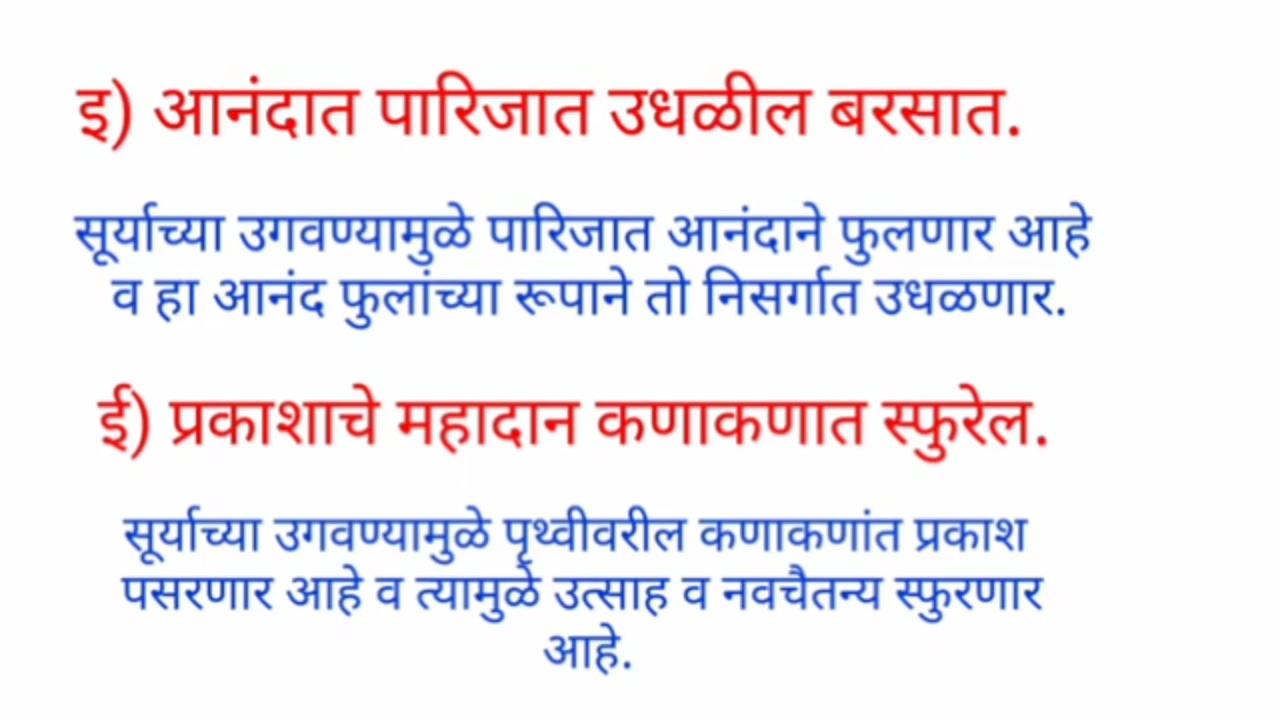 इ) आनंदात पारिजात उधळील बरसात.
सूर्याच्या उगवण्यामुळे पारिजात आनंदाने फुलणार आहे
व हा आनंद फुलांच्या रूपाने तो निसर्गात उधळणार.
ई) प्रकाशाचे महादान कणाकणात स्फुरेल.
सूर्याच्या उगवण्यामुळे पृथ्वीवरील कणाकणांत प्रकाश
पसरणार आहे व त्यामुळे उत्साह व नवचैतन्य स्फुरणार
आहे.